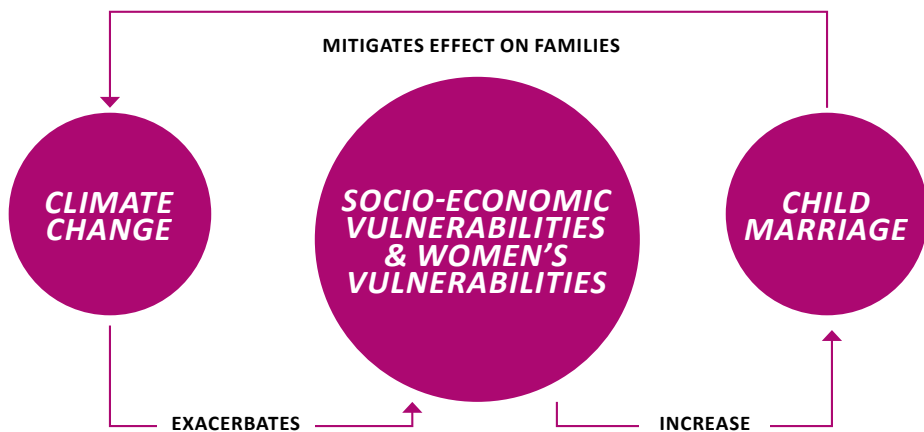 MITIGATES EFFECT ON FAMILIES
CLIMATE
CHANGE
SOCIO-ECONOMIC
VULNERABILITIES
& WOMEN’S
VULNERABILITIES
CHILD
MARRIAGE
EXACERBATES
INCREASE